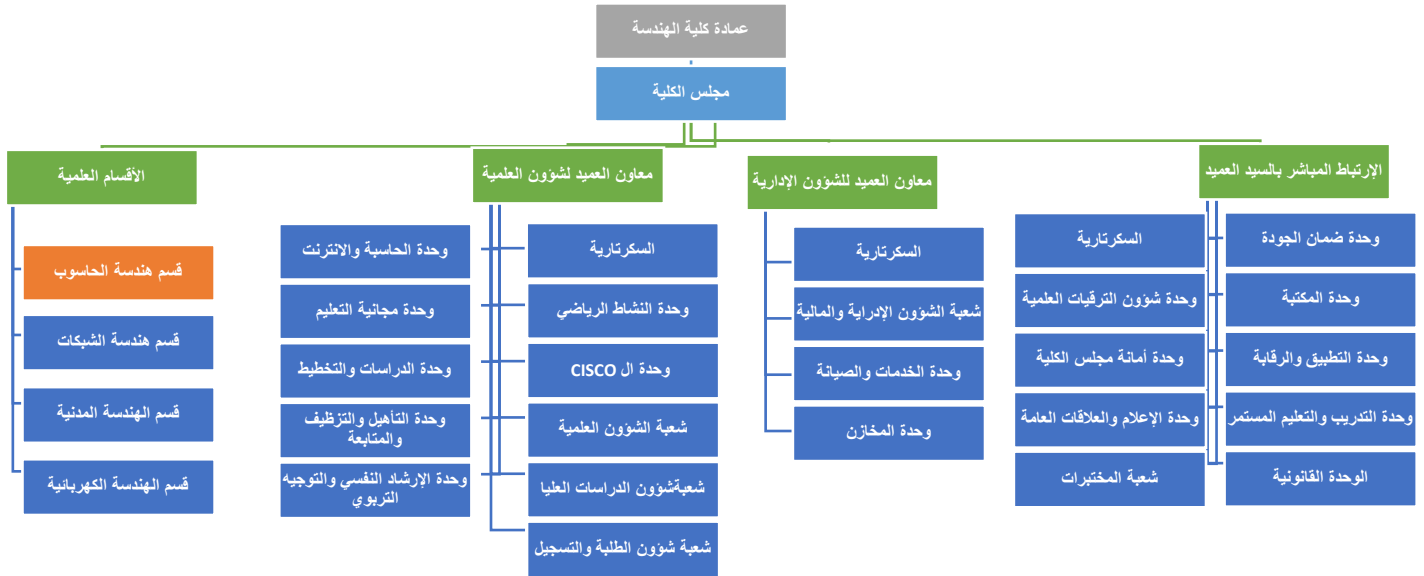 عمادة كلية الهندسة
مجلس الكلية
الإرتباط المباشر بالسيد العميد
وحدة ضمان الجودة
وحدة المكتبة
وحدة التطبيق والرقابة
وحدة التدريب والتعليم المستمر
الوحدة القانونية
السكرتارية
وحدة شؤون الترقيات العلمية
وحدة أمانة مجلس الكلية
وحدة الإعلام والعلاقات العامة
شعبة المختبرات
معاون العميد للشؤون الإدارية
السكرتارية
شعبة الشؤون الإدراية والمالية
وحدة الخدمات والصيانة
وحدة المخازن
معاون العميد لشؤون العلمية
السكرتارية
وحدة النشاط الرياضي
وحدة ال CISCO
شعبة الشؤون العلمية
شعبةشؤون الدراسات العليا
شعبة شؤون الطلبة والتسجيل
وحدة الحاسبة والانترنت
وحدة مجانية التعليم
وحدة الدراسات والتخطيط
وحدة التأهيل والتزظيف
والمتابعة
وحدة الإرشاد النفسي والتوجيه
التربوي
الأقسام العلمية
قسم هندسة الحاسوب
قسم هندسة الشبكات
قسم الهندسة المدنية
قسم الهندسة الكهربائية